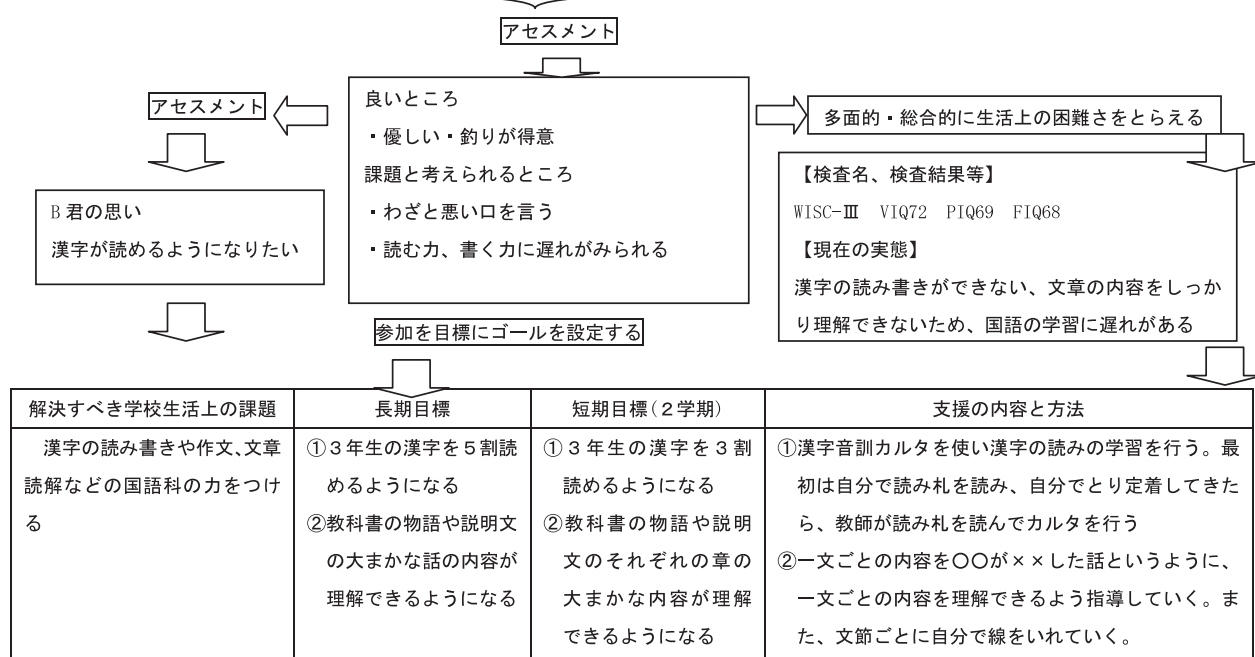 アセスメント
アセスメント
良いところ
・優しい・釣りが得意
課題と考えられるところ
・わざと悪い口を言う
・読む力、書く力に遅れがみられる
多面的・総合的に生活上の困難さをとらえる
B君の思い
漢字が読めるようになりたい
【検査名、検査結果等】
WISC-Ⅲ VIQ72 PIQ69 FIQ68
【現在の実態】
漢字の読み書きができない、文章の内容をしっか
り理解できないため、国語の学習に遅れがある
参加を目標にゴールを設定する
解決すべき学校生活上の課題
漢字の読み書きや作文、文章
読解などの国語科の力をつけ
る
長期目標
①３年生の漢字を５割読
めるようになる
②教科書の物語や説明文
の大まかな話の内容が
理解できるようになる
短期目標(２学期)
①３年生の漢字を３割
読めるようになる
②教科書の物語や説明
文のそれぞれの章の
大まかな内容が理解
できるようになる
支援の内容と方法
①漢字音訓カルタを使い漢字の読みの学習を行う。最
初は自分で読み札を読み、自分でとり定着してきた
ら、教師が読み札を読んでカルタを行う
②一文ごとの内容を〇〇が××した話というように、
一文ごとの内容を理解できるよう指導していく。ま
た、文節ごとに自分で線をいれていく。